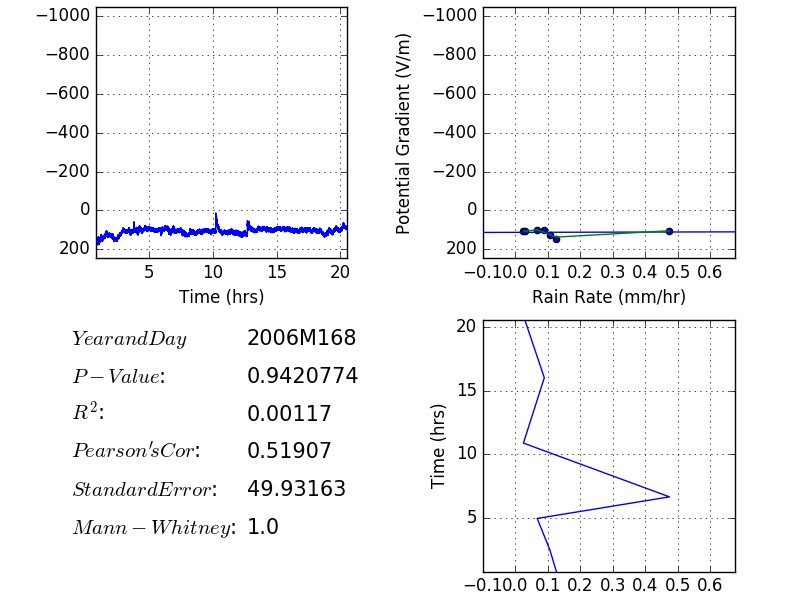 −1000
−800
−600
−400
−200
0
200
5 10 15 20
Time (hrs)
Potential Gradient (V/m)
−1000
−800
−600
−400
−200
0
200
−0.1 0.0 0.1 0.2 0.3 0.4 0.5 0.6
Rain Rate (mm/hr)
YearandDay 2006M168
P−Value: 0.9420774
R²: 0.00117
Pearson'sCor: 0.51907
StandardError: 49.93163
Mann−Whitney: 1.0
Time (hrs)
20
15
10
5
−0.1 0.0 0.1 0.2 0.3 0.4 0.5 0.6